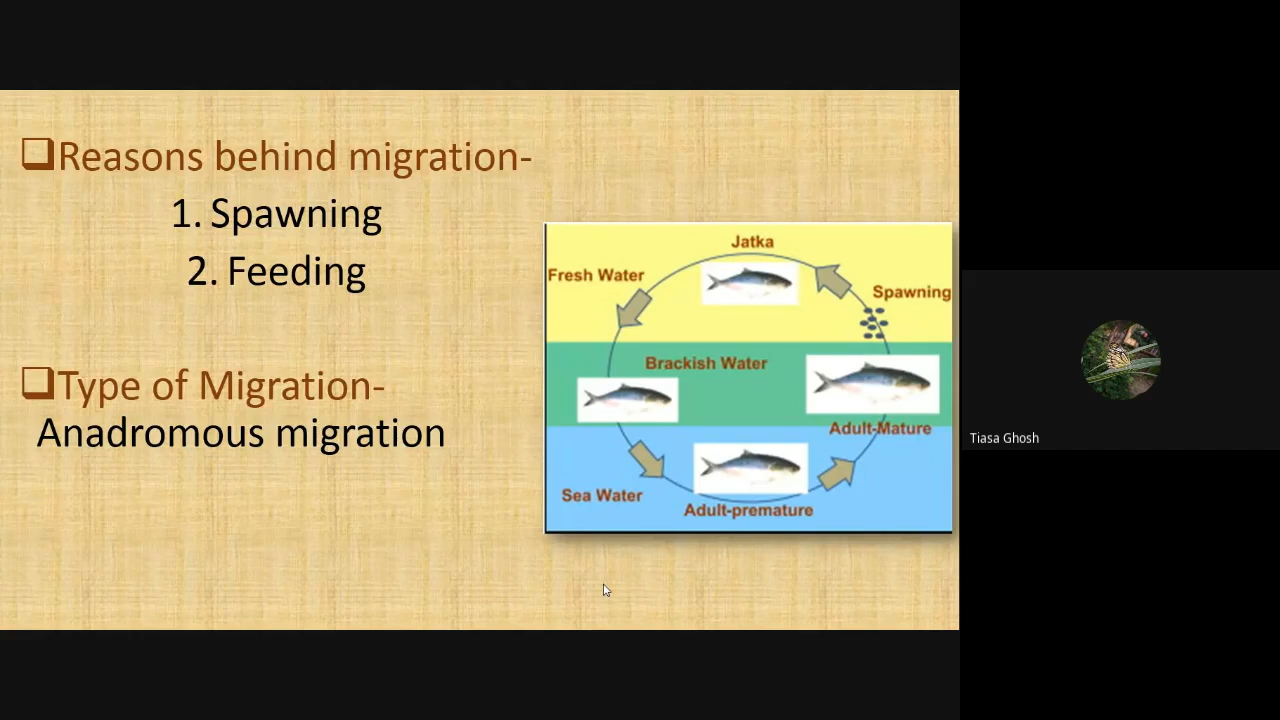 Reasons behind migration-
1. Spawning
2. Feeding
Type of Migration-
Anadromous migration
Jatka
Fresh Water
Spawning
Brackish Water
Adult-Mature
Sea Water
Adult-premature
Tiasa Ghosh